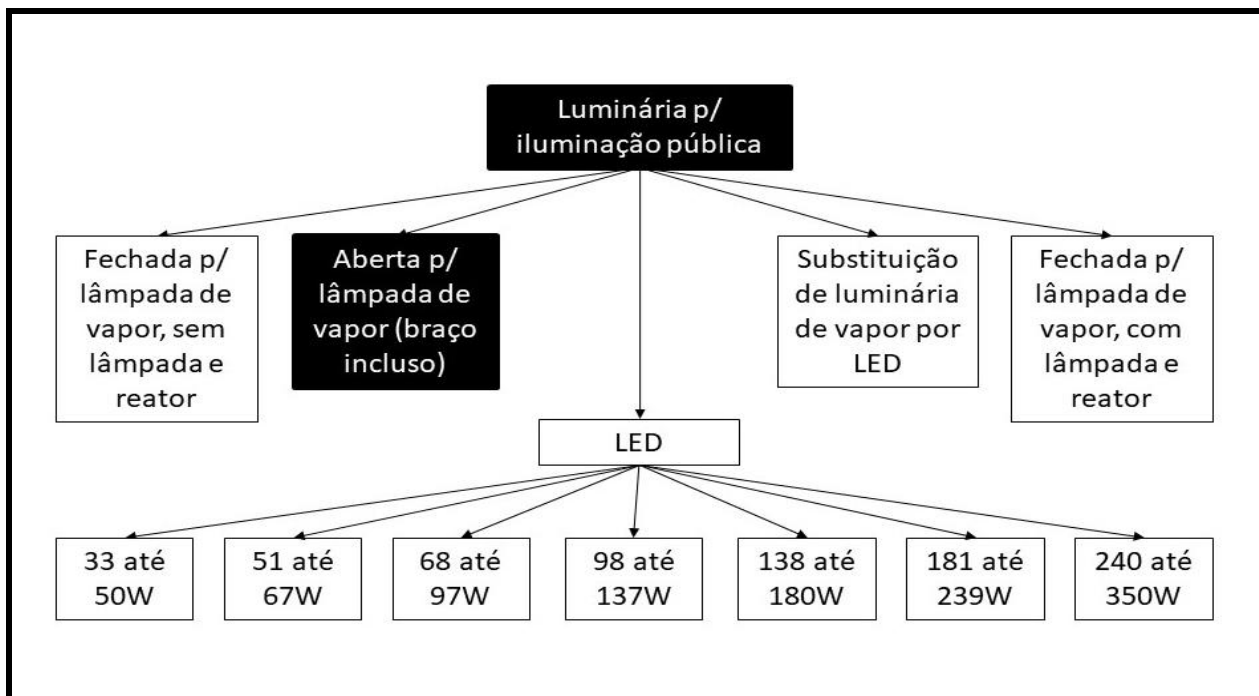 Luminária p/
iluminação pública
Fechada p/
lâmpada de
vapor, sem
lâmpada e
reator
Aberta p/
lâmpada de
vapor (braço
incluso)
Substituição
de luminária
de vapor por
LED
Fechada p/
lâmpada de
vapor, com
lâmpada e
reator
LED
33 até
50W
51 até
67W
68 até
97W
98 até
137W
138 até
180W
181 até
239W
240 até
350W